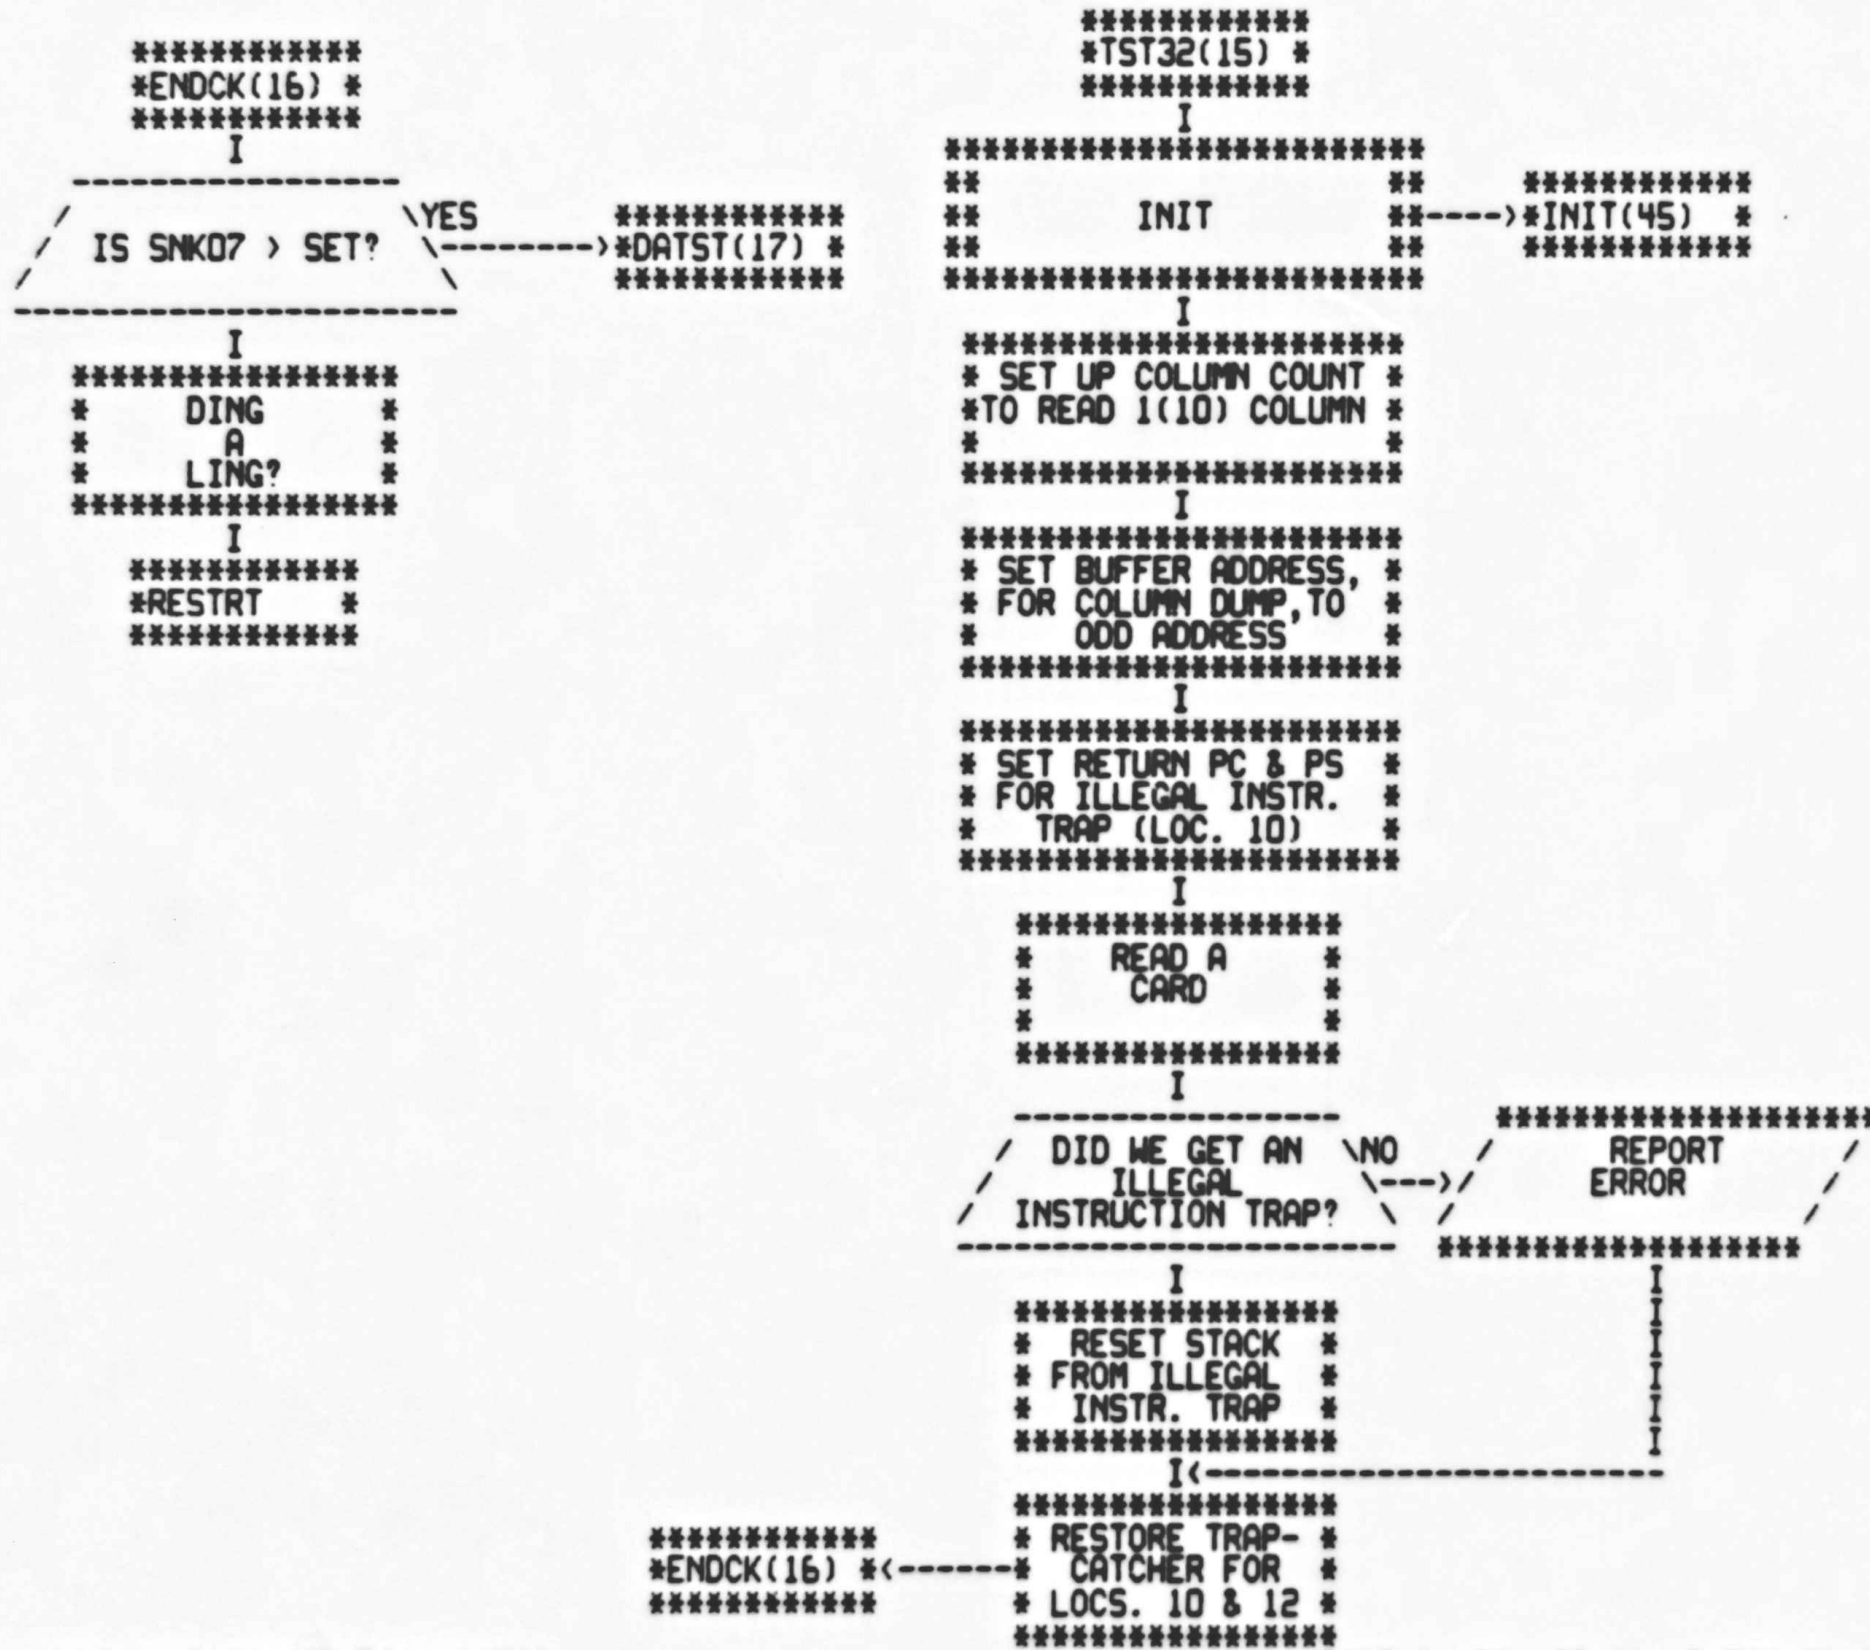 *ENDCK(16) *
IS SNK07 > SET?
YES
*DATST(17) *
DING
A
LING?
*RESTRT *
*TST32(15) *
INIT
*INIT(45) *
SET UP COLUMN COUNT
TO READ 1(10) COLUMN
SET BUFFER ADDRESS,
FOR COLUMN DUMP,TO
ODD ADDRESS
SET RETURN PC & PS
FOR ILLEGAL INSTR.
TRAP (LOC. 10)
READ A
CARD
DID WE GET AN
ILLEGAL
INSTRUCTION TRAP?
NO
REPORT
ERROR
RESET STACK
FROM ILLEGAL
INSTR. TRAP
RESTORE TRAP-
CATCHER FOR
LOCS. 10 & 12
*ENDCK(16) *